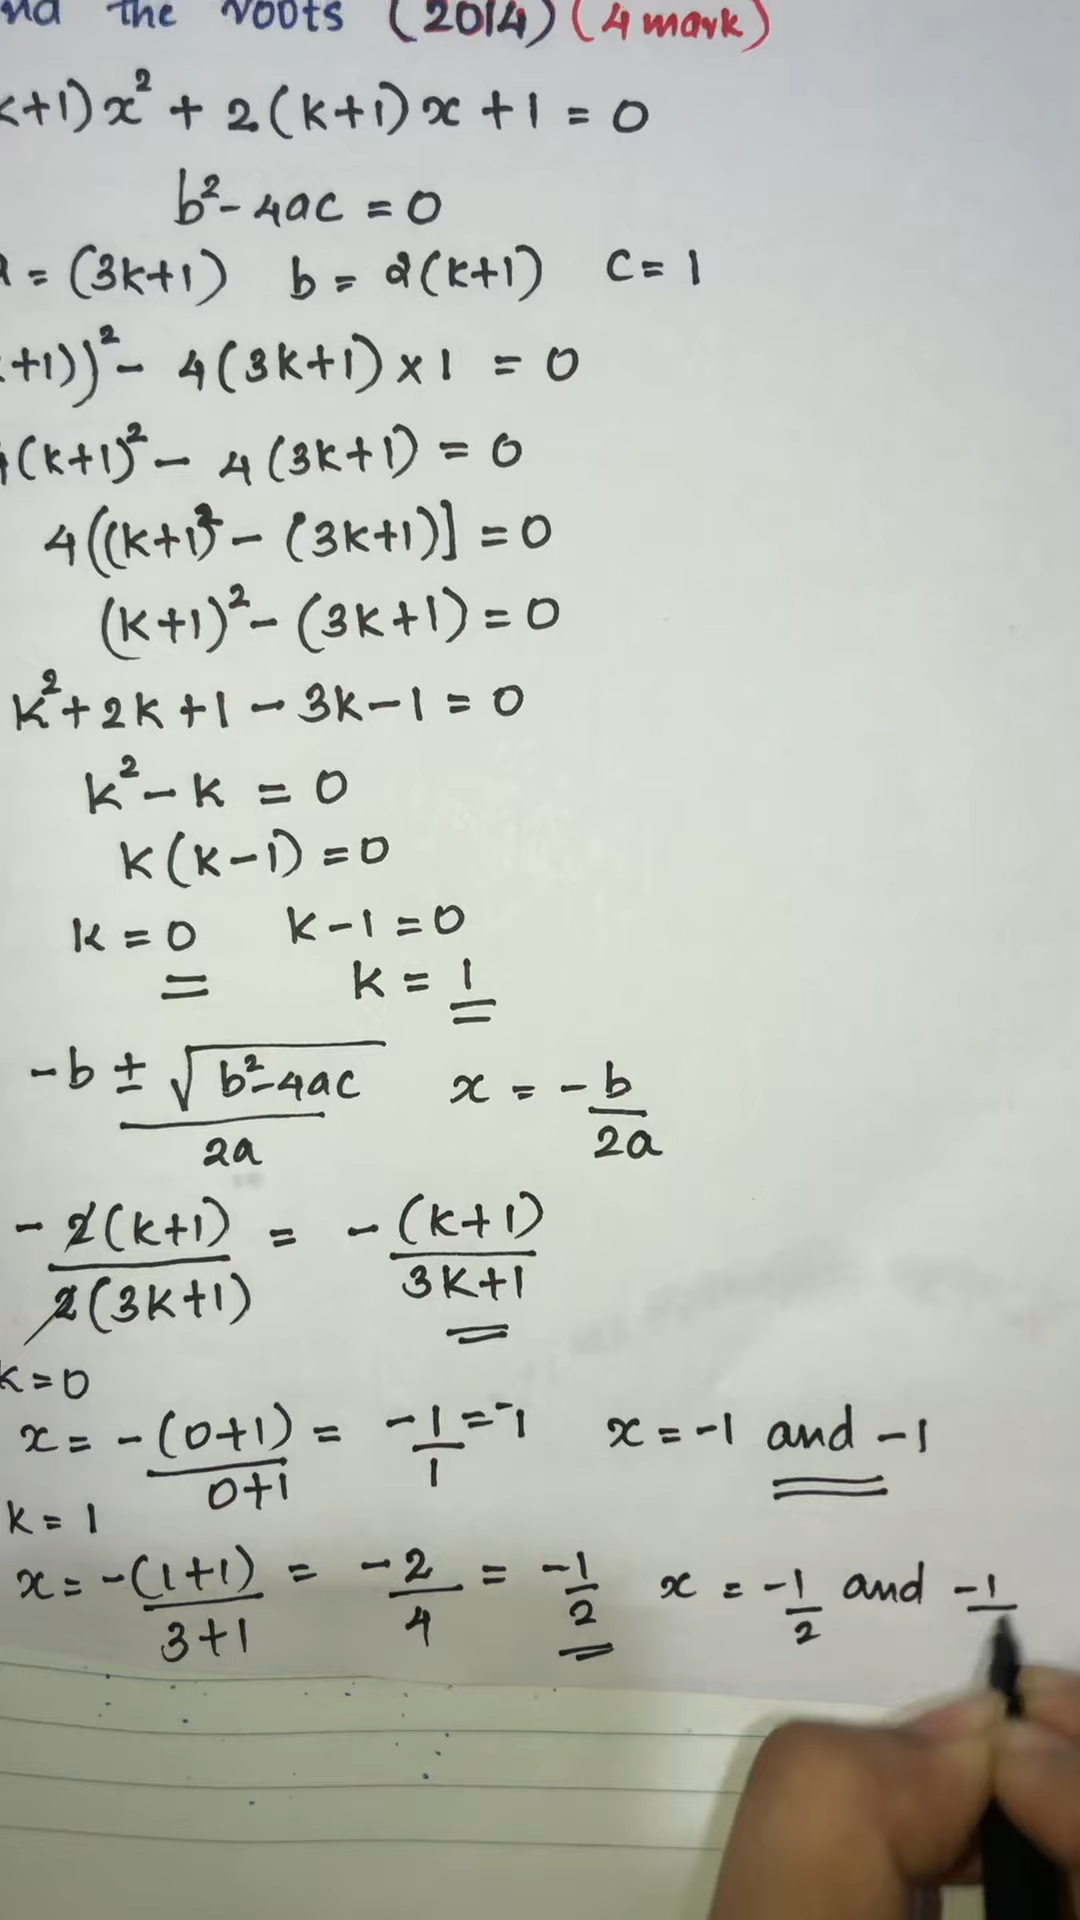 the roots (2014) (4 mark)
+1)x² + 2(k+1)x + 1 = 0
b² - 4ac = 0
= (3k+1) b = 2(k+1) c = 1
+1))² - 4(3k+1) × 1 = 0
(k+1)² - 4(3k+1) = 0
4((k+1)² - (3k+1)] = 0
(k+1)² - (3k+1) = 0
k² + 2k + 1 - 3k - 1 = 0
k² - k = 0
k(k-1) = 0
k = 0 k - 1 = 0
k = 1
-b ± √(b²-4ac) / 2a x = -b/2a
-2(k+1) / 2(3k+1) = -(k+1) / 3k+1
k = 0
x = -(0+1) / 0+1 = -1/1 = -1 x = -1 and -1
k = 1
x = -(1+1) / 3+1 = -2/4 = -1/2 x = -1/2 and -1